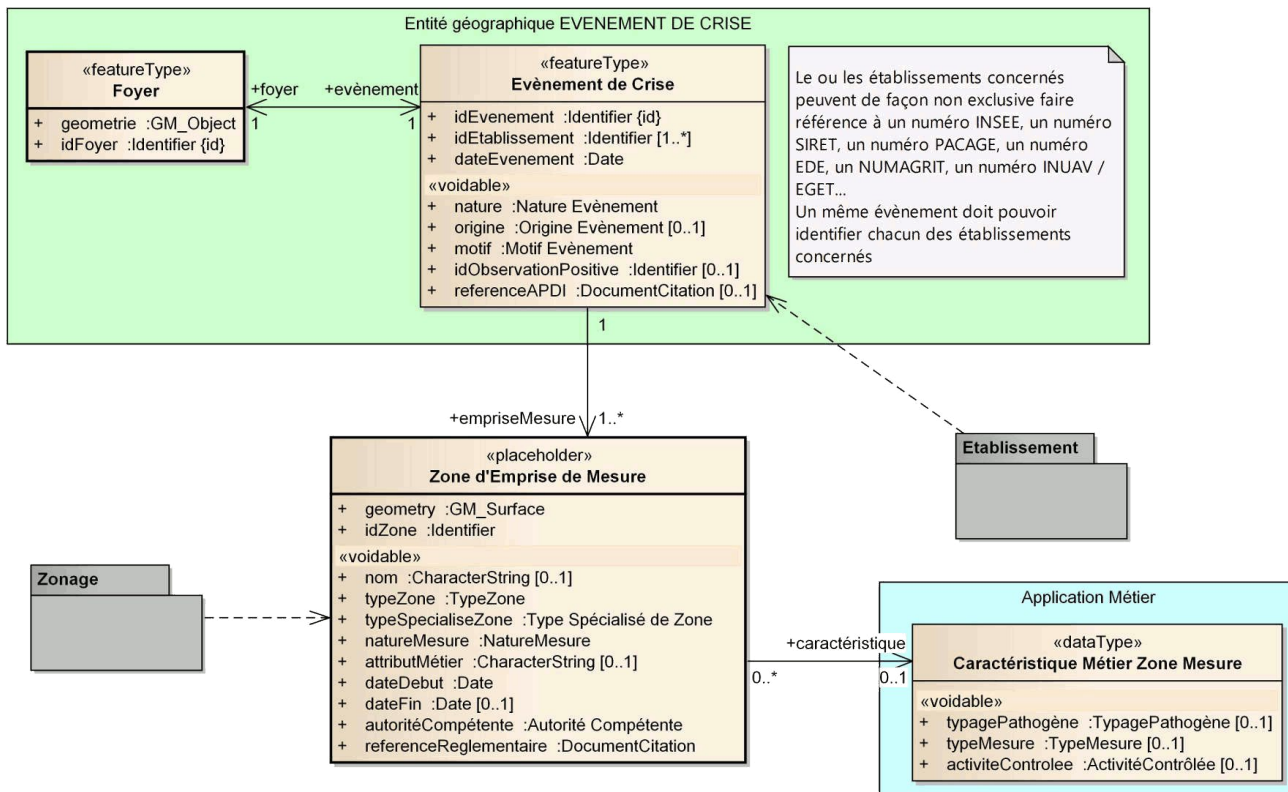 Entité géographique EVENEMENT DE CRISE
«featureType»
Foyer
+ geometrie :GM_Object
+ idFoyer :Identifier {id}
+foyer
1
+evènement
1
«featureType»
Evènement de Crise
+ idEvenement :Identifier {id}
+ idEtablissement :Identifier [1..*]
+ dateEvenement :Date
«voidable»
+ nature :Nature Evènement
+ origine :Origine Evènement [0..1]
+ motif :Motif Evènement
+ idObservationPositive :Identifier [0..1]
+ referenceAPDI :DocumentCitation [0..1]
Le ou les établissements concernés
peuvent de façon non exclusive faire
référence à un numéro INSEE, un numéro
SIRET, un numéro PACAGE, un numéro
EDE, un NUMAGRIT, un numéro INUAV /
EGET...
Un même évènement doit pouvoir
identifier chacun des établissements
concernés
1
+empriseMesure
1..*
Etablissement
«placeholder»
Zone d'Emprise de Mesure
+ geometry :GM_Surface
+ idZone :Identifier
«voidable»
+ nom :CharacterString [0..1]
+ typeZone :TypeZone
+ typeSpecialiseZone :Type Spécialisé de Zone
+ natureMesure :NatureMesure
+ attributMétier :CharacterString [0..1]
+ dateDebut :Date
+ dateFin :Date [0..1]
+ autoritéCompétente :Autorité Compétente
+ referenceReglementaire :DocumentCitation
Zonage
Application Métier
+caractéristique
0..*
0..1
«dataType»
Caractéristique Métier Zone Mesure
«voidable»
+ typagePathogène :TypagePathogène [0..1]
+ typeMesure :TypeMesure [0..1]
+ activiteControlee :ActivitéContrôlée [0..1]